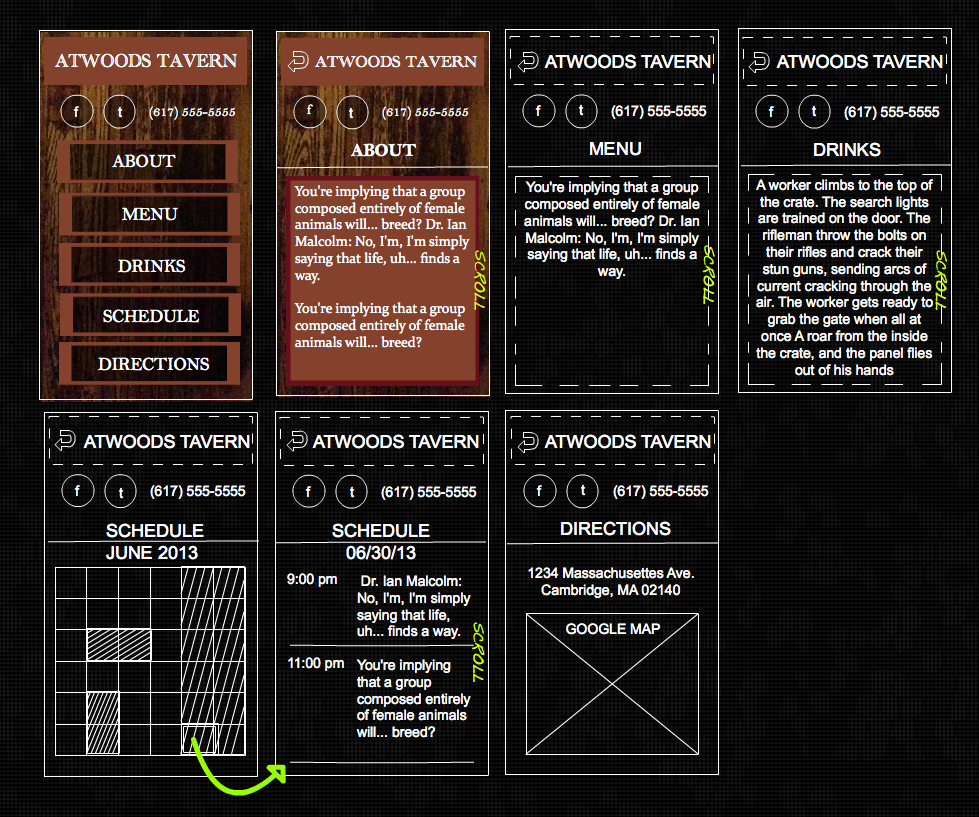 ATWOODS TAVERN
f t (617) 555-5555
ABOUT
MENU
DRINKS
SCHEDULE
DIRECTIONS
ATWOODS TAVERN
f t (617) 555-5555
ABOUT
You're implying that a group
composed entirely of female
animals will... breed? Dr. Ian
Malcolm: No, I'm, I'm simply
saying that life, uh... finds a
way.
You're implying that a group
composed entirely of female
animals will... breed?
SCROLL
ATWOODS TAVERN
f t (617) 555-5555
MENU
You're implying that a group
composed entirely of female
animals will... breed? Dr. Ian
Malcolm: No, I'm, I'm simply
saying that life, uh... finds a
way.
SCROLL
ATWOODS TAVERN
f t (617) 555-5555
DRINKS
A worker climbs to the top of
the crate. The search lights
are trained on the door. The
rifleman throw the bolts on
their rifles and crack their
stun guns, sending arcs of
current cracking through the
air. The worker gets ready to
grab the gate when all at
once A roar from the inside
the crate, and the panel flies
out of his hands
SCROLL
ATWOODS TAVERN
f t (617) 555-5555
SCHEDULE
JUNE 2013
ATWOODS TAVERN
f t (617) 555-5555
SCHEDULE
06/30/13
9:00 pm Dr. Ian Malcolm:
No, I'm, I'm simply
saying that life,
uh... finds a way.
11:00 pm You're implying
that a group
composed entirely
of female animals
will... breed?
SCROLL
ATWOODS TAVERN
f t (617) 555-5555
DIRECTIONS
1234 Massachusettes Ave.
Cambridge, MA 02140
GOOGLE MAP